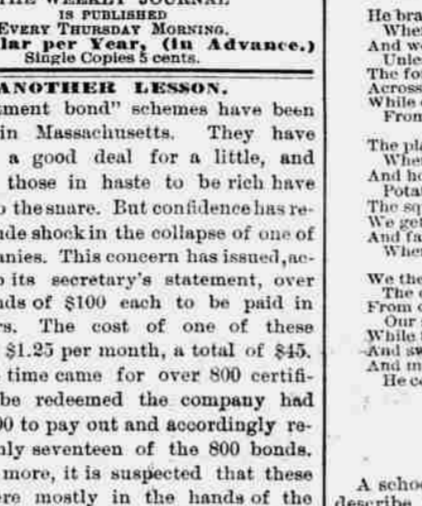 THE WEEKLY JOURNAL
IS PUBLISHED
EVERY THURSDAY MORNING.
lar per Year, (in Advance.)
Single Copies 5 cents.
ANOTHER LESSON.
ment bond" schemes have been
in Massachusetts. They have
a good deal for a little, and
those in haste to be rich have
the snare. But confidence has re-
de shock in the collapse of one of
anies. This concern has issued, ac-
its secretary's statement, over
ds of $100 each to be paid in
rs. The cost of one of these
$1.25 per month, a total of $45.
time came for over 800 certifi-
be redeemed the company had
00 to pay out and accordingly re-
nly seventeen of the 800 bonds.
more, it is suspected that these
ere mostly in the hands of the
He bra
Whe
And w
Unle
The fo
Across
While
From
The pla
Whe
And ho
Pota
The sq
We get
And fa
Whe
We the
The
From
Our
While
And sw
And m
He c
A schoo
describe